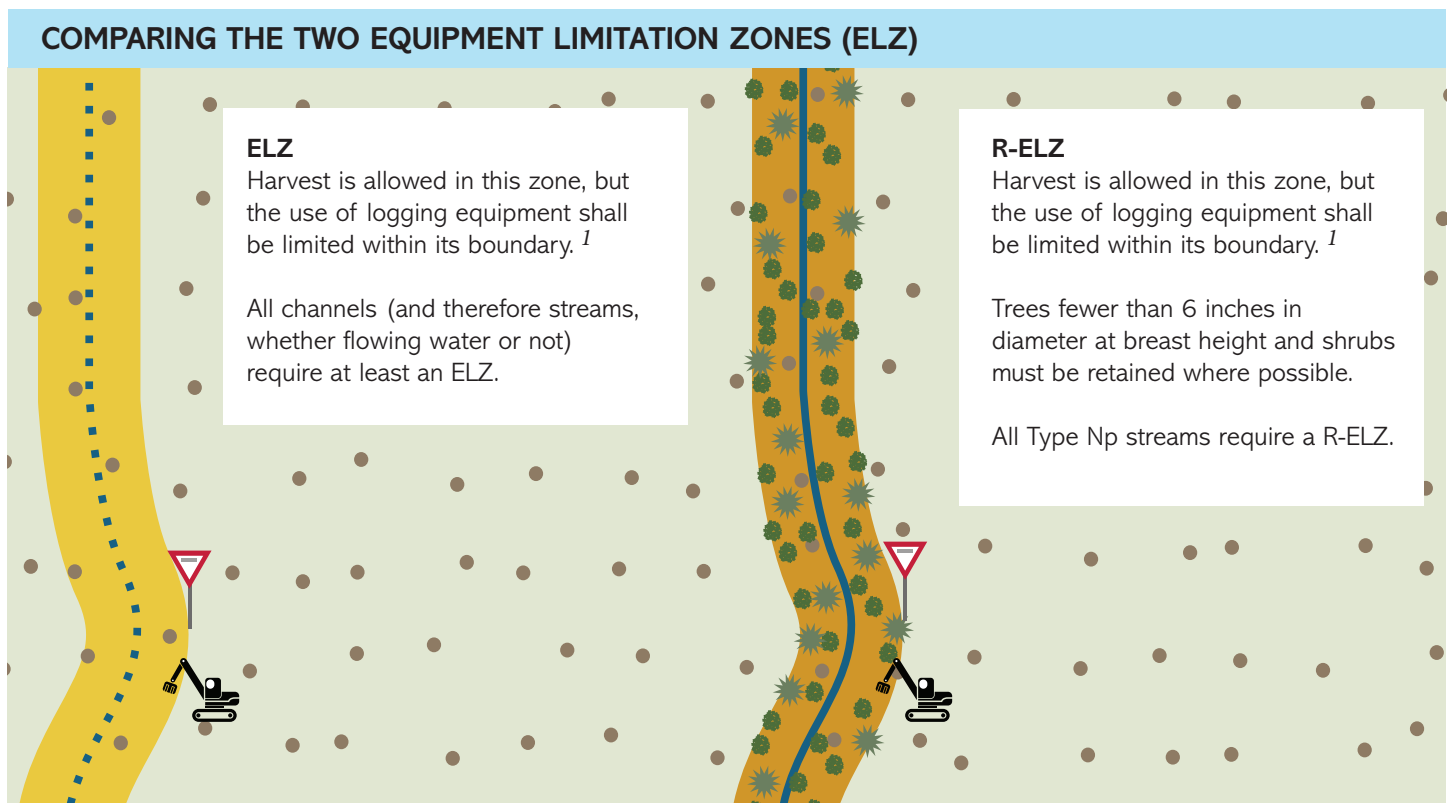 COMPARING THE TWO EQUIPMENT LIMITATION ZONES (ELZ)
ELZ
Harvest is allowed in this zone, but
the use of logging equipment shall
be limited within its boundary. 1
All channels (and therefore streams,
whether flowing water or not)
require at least an ELZ.
R-ELZ
Harvest is allowed in this zone, but
the use of logging equipment shall
be limited within its boundary. 1
Trees fewer than 6 inches in
diameter at breast height and shrubs
must be retained where possible.
All Type Np streams require a R-ELZ.